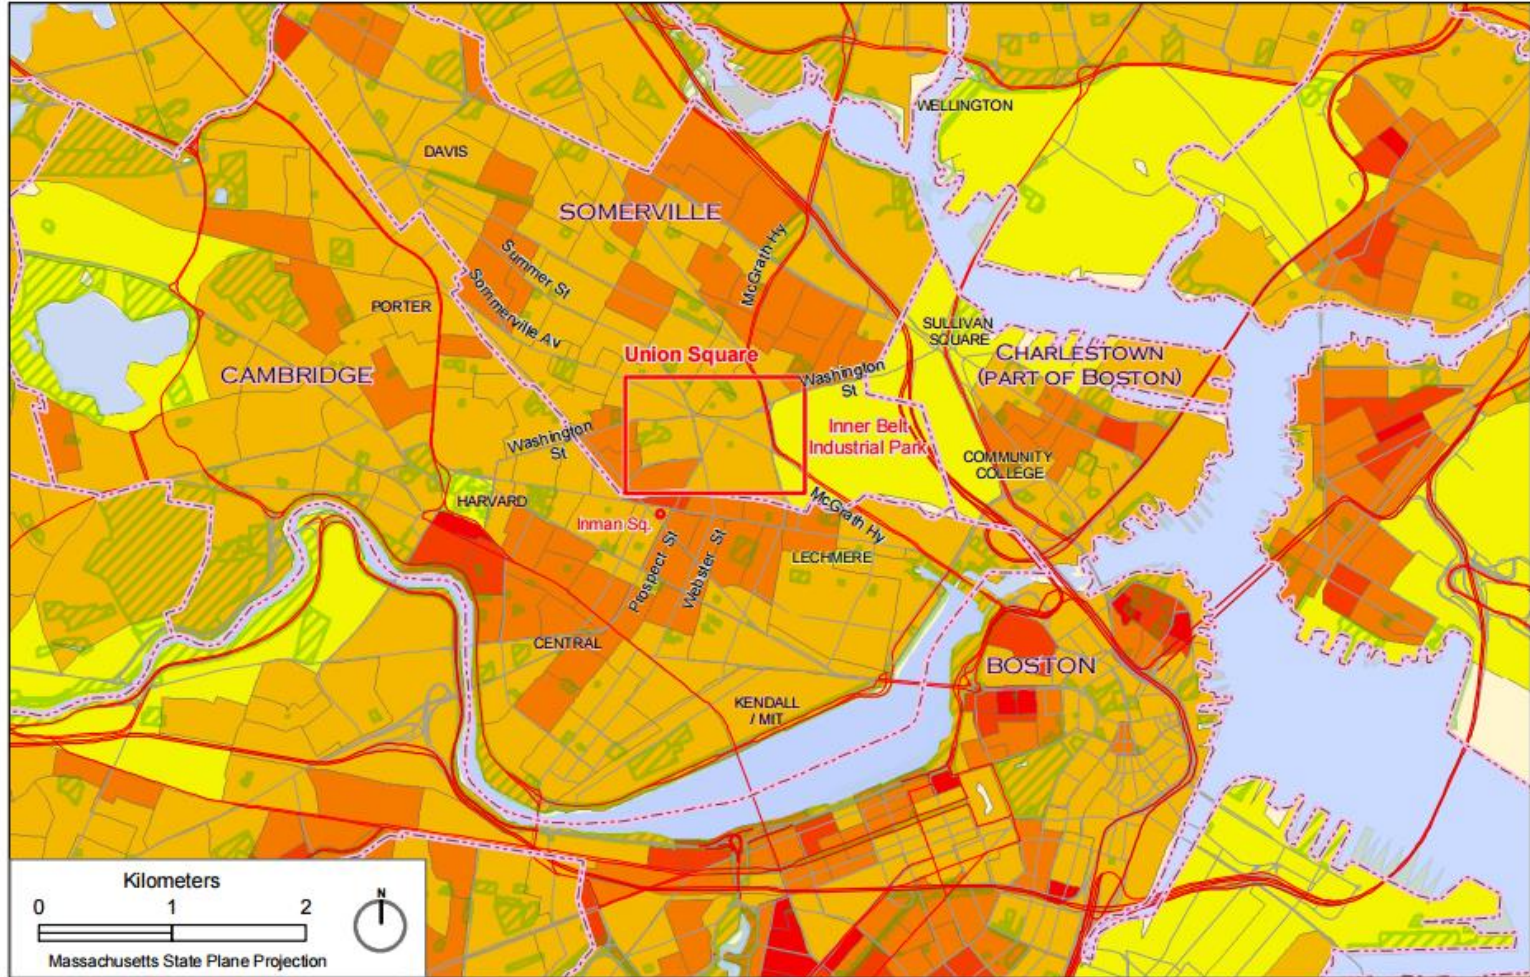 WELLINGTON
DAVIS
SOMERVILLE
McGrath Hy
Summer St
Sommerville Av
PORTER
SULLIVAN
SQUARE
CHARLESTOWN
(PART OF BOSTON)
Union Square
CAMBRIDGE
Washington
St
Inner Belt
Industrial Park
Washington
St
COMMUNITY
COLLEGE
HARVARD
McGrath Hy
Inman Sq.
Prospect St
Webster St
LECHMERE
CENTRAL
BOSTON
KENDALL
/ MIT
Kilometers
0 1 2
N
Massachusetts State Plane Projection